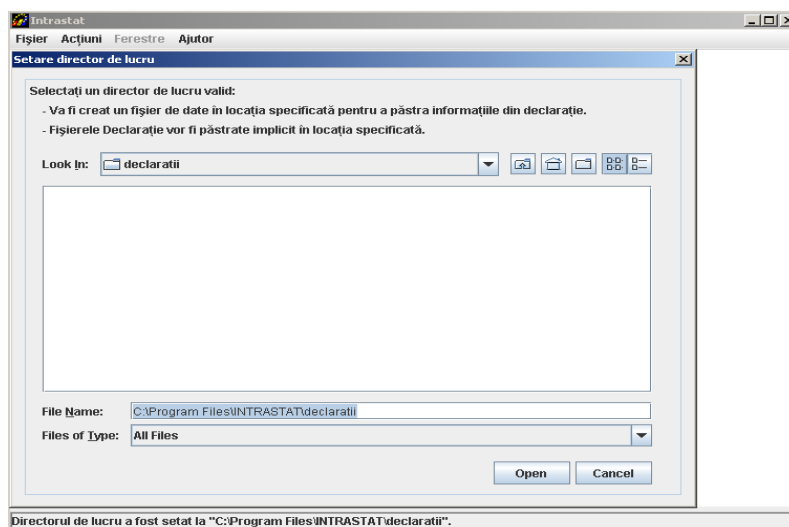 Intrastat
Fişier Acţiuni Ferestre Ajutor
Setare director de lucru
Selectaţi un director de lucru valid:
- Va fi creat un fişier de date în locaţia specificată pentru a păstra informaţiile din declaraţie.
- Fişierele Declaraţie vor fi păstrate implicit în locaţia specificată.
Look In: declaratii
File Name: C:\Program Files\INTRASTAT\declaratii
Files of Type: All Files
Open Cancel
Directorul de lucru a fost setat la "C:\Program Files\INTRASTAT\declaratii".